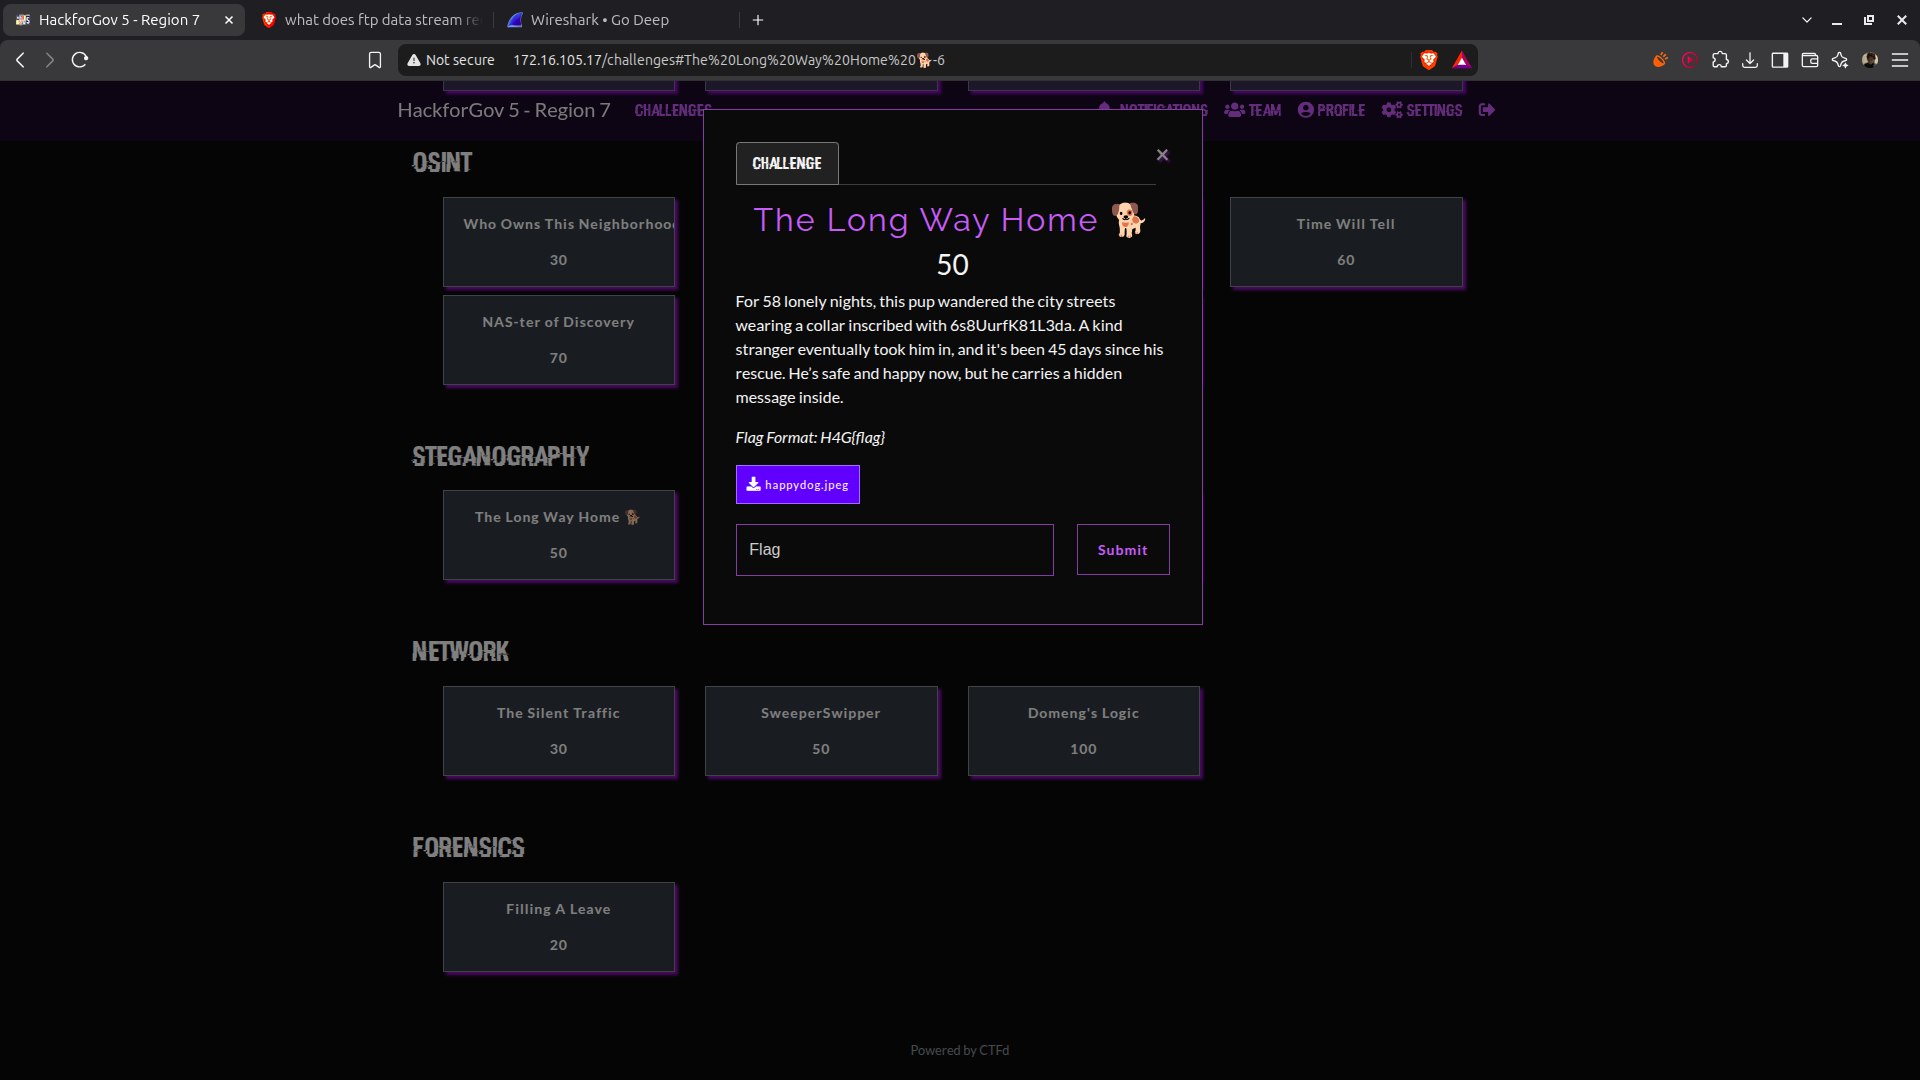 HackforGov 5 - Region 7
what does ftp data stream re
Wireshark • Go Deep
Not secure
172.16.105.17/challenges#The%20Long%20Way%20Home%20🐕-6
HackforGov 5 - Region 7
CHALLENGES
NOTIFICATIONS
TEAM
PROFILE
SETTINGS
OSINT
Who Owns This Neighborhood
30
Time Will Tell
60
NAS-ter of Discovery
70
CHALLENGE
×
The Long Way Home 🐕
50
For 58 lonely nights, this pup wandered the city streets
wearing a collar inscribed with 6s8UurfK81L3da. A kind
stranger eventually took him in, and it's been 45 days since his
rescue. He’s safe and happy now, but he carries a hidden
message inside.
Flag Format: H4G{flag}
happydog.jpeg
Flag
Submit
STEGANOGRAPHY
The Long Way Home 🐕
50
NETWORK
The Silent Traffic
30
SweeperSwipper
50
Domeng's Logic
100
FORENSICS
Filling A Leave
20
Powered by CTFd